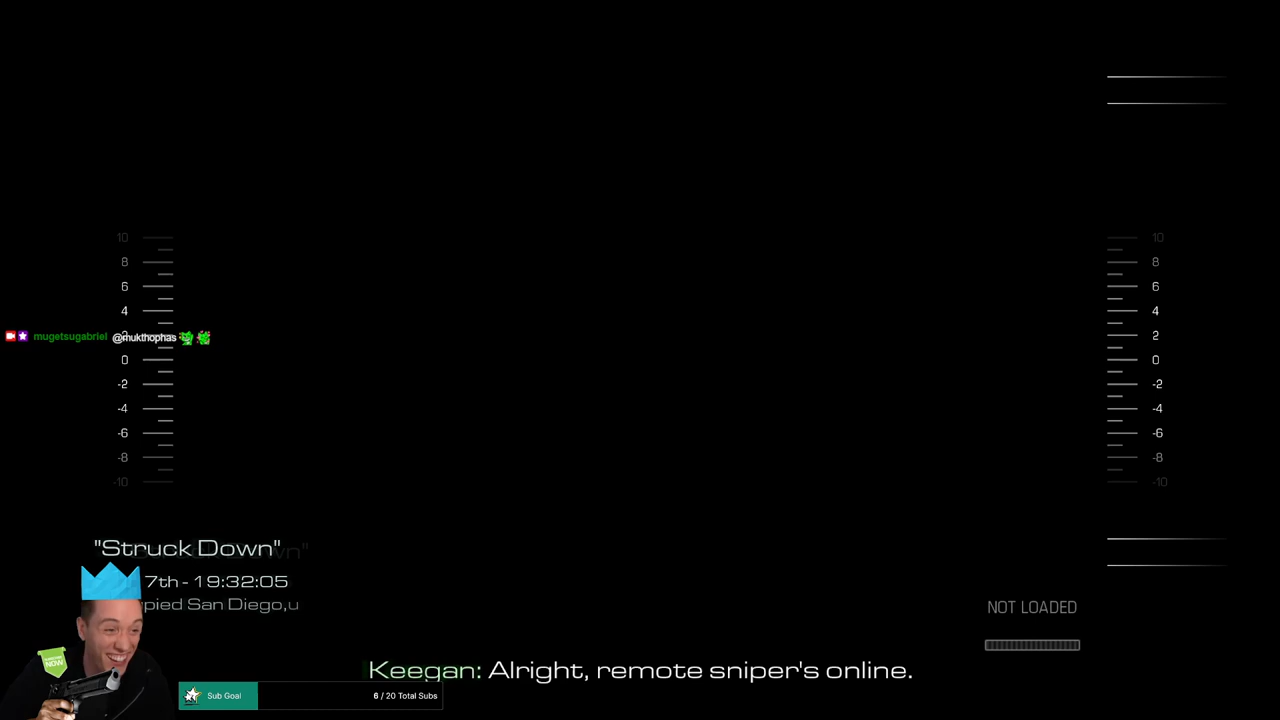 10
8
6
4
2
0
-2
-4
-6
-8
-10
10
8
6
4
2
0
-2
-4
-6
-8
-10
mugetsugabriel @mukthophas
"Struck Down"
7th - 19:32:05
pied San Diego,u
NOT LOADED
NOW
Keegan: Alright, remote sniper's online.
Sub Goal 6 / 20 Total Subs